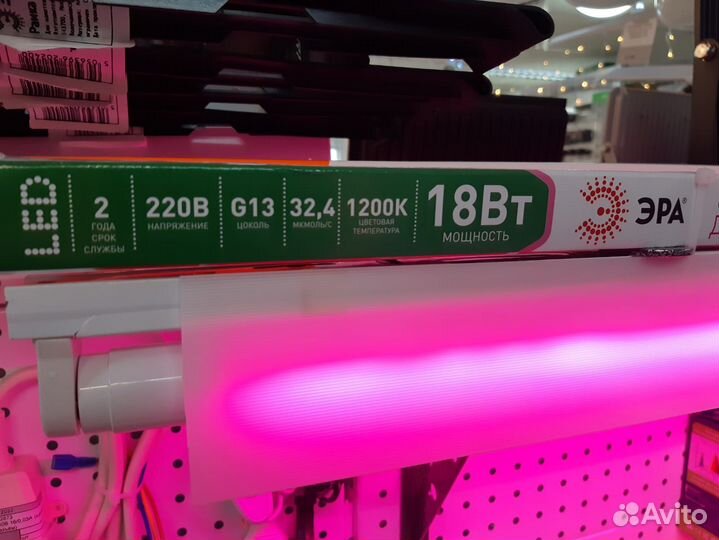 LED
2
ГОДА
СРОК
СЛУЖБЫ
220В
НАПРЯЖЕНИЕ
G13
ЦОКОЛЬ
32,4
МКМОЛЬ/С
1200К
ЦВЕТОВАЯ
ТЕМПЕРАТУРА
18Вт
МОЩНОСТЬ
ЭРА®
Рамка
Avito